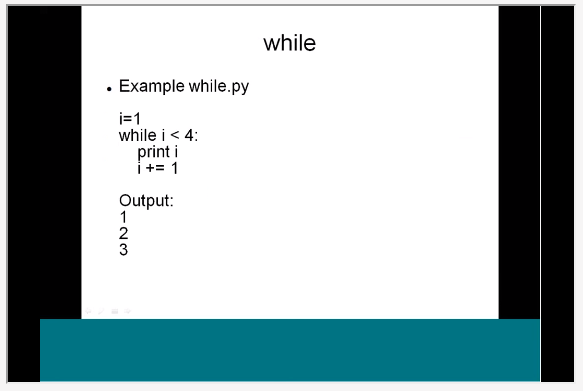 while
• Example while.py
i=1
while i < 4:
    print i
    i += 1
Output:
1
2
3